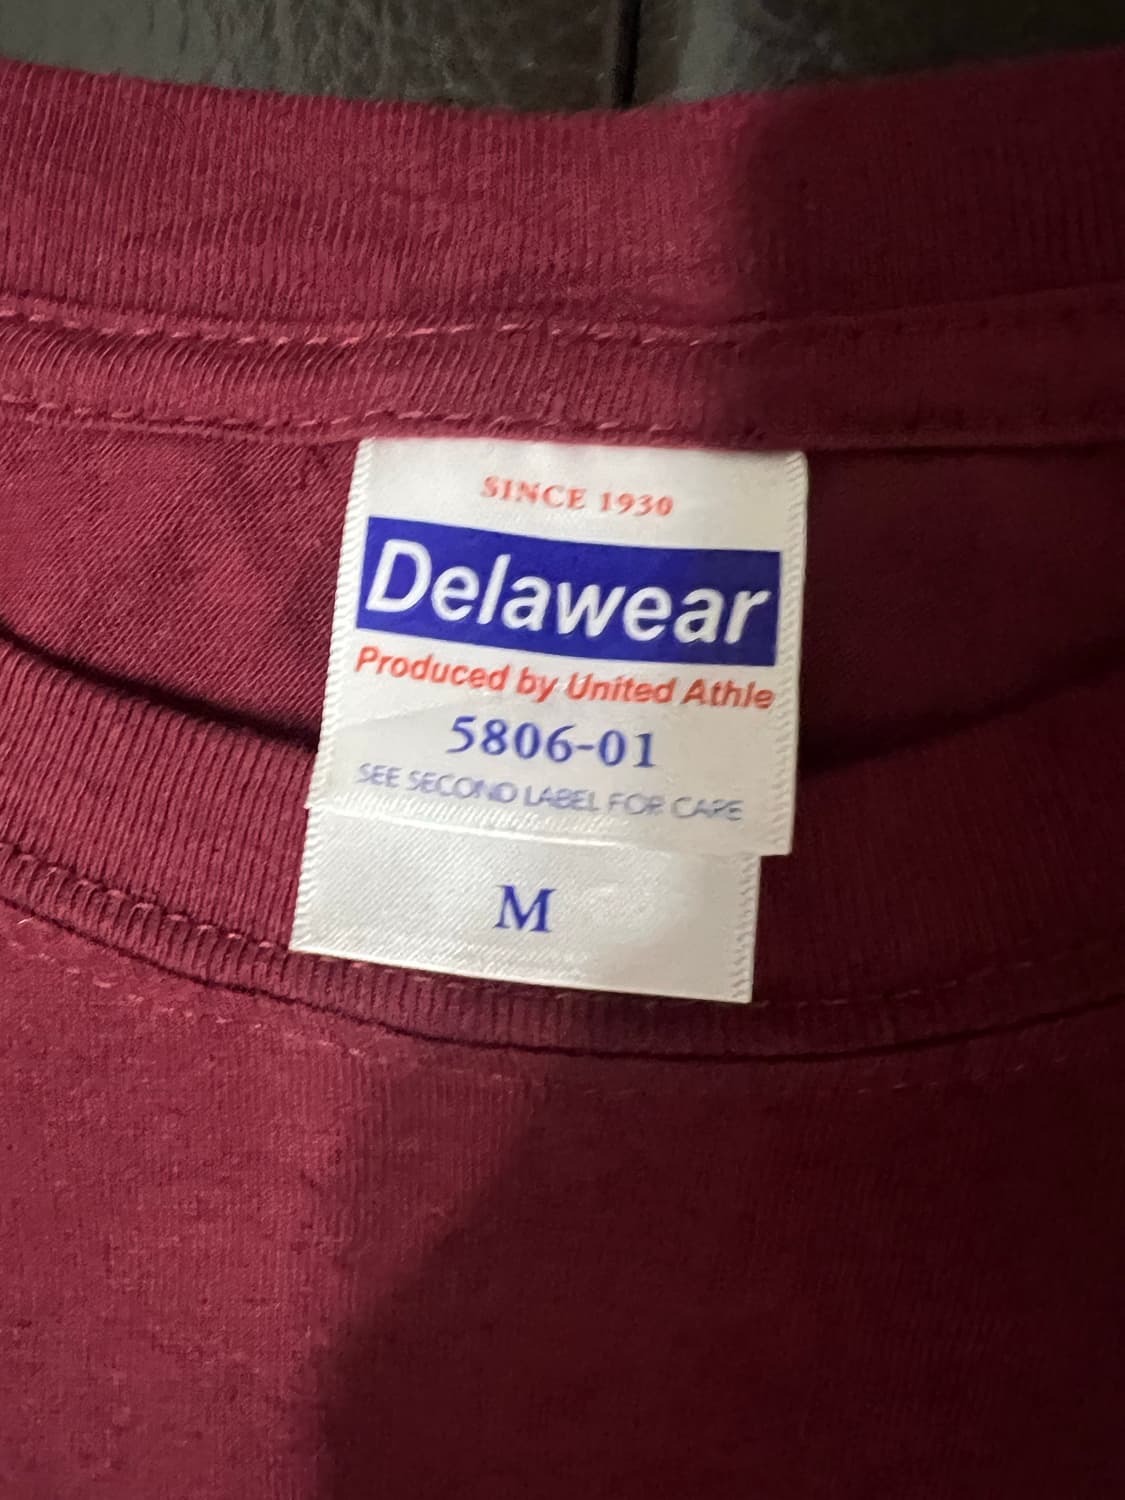 SINCE 1930
Delawear
Produced by United Athle
5806-01
SEE SECOND LABEL FOR CARE
M